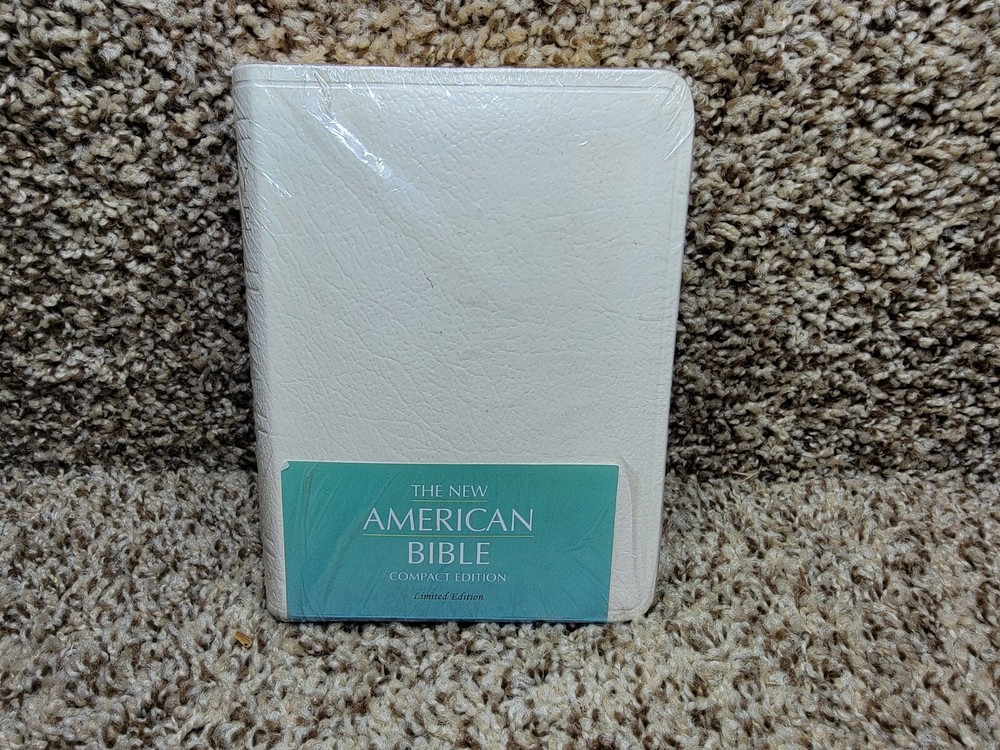 THE NEW
AMERICAN
BIBLE
COMPACT EDITION
Limited Edition